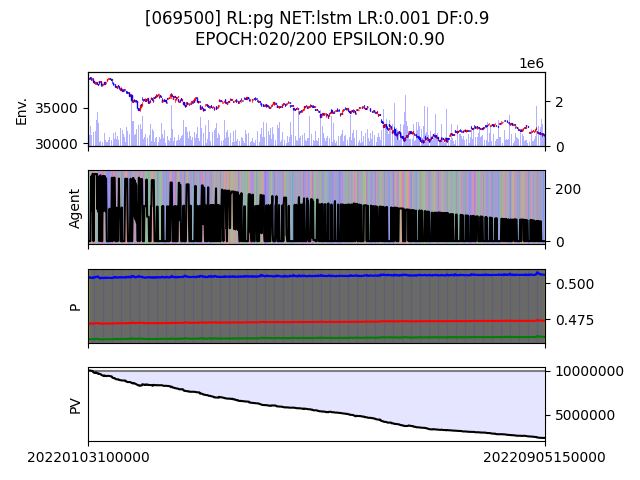 [069500] RL:pg NET:lstm LR:0.001 DF:0.9
EPOCH:020/200 EPSILON:0.90
1e6
Env.
35000
30000
2
0
Agent
200
0
P
0.500
0.475
PV
10000000
5000000
20220103100000
20220905150000